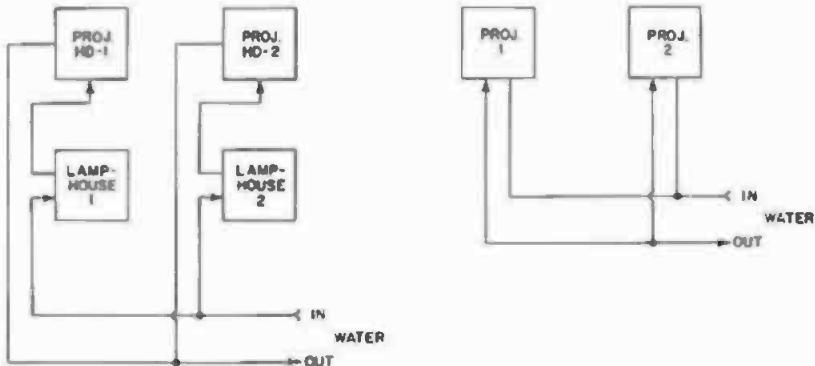 PROJ.
HD-1
PROJ.
HD-2
LAMP-
HOUSE
1
LAMP-
HOUSE
2
IN
WATER
OUT
PROJ.
1
PROJ.
2
IN
WATER
OUT